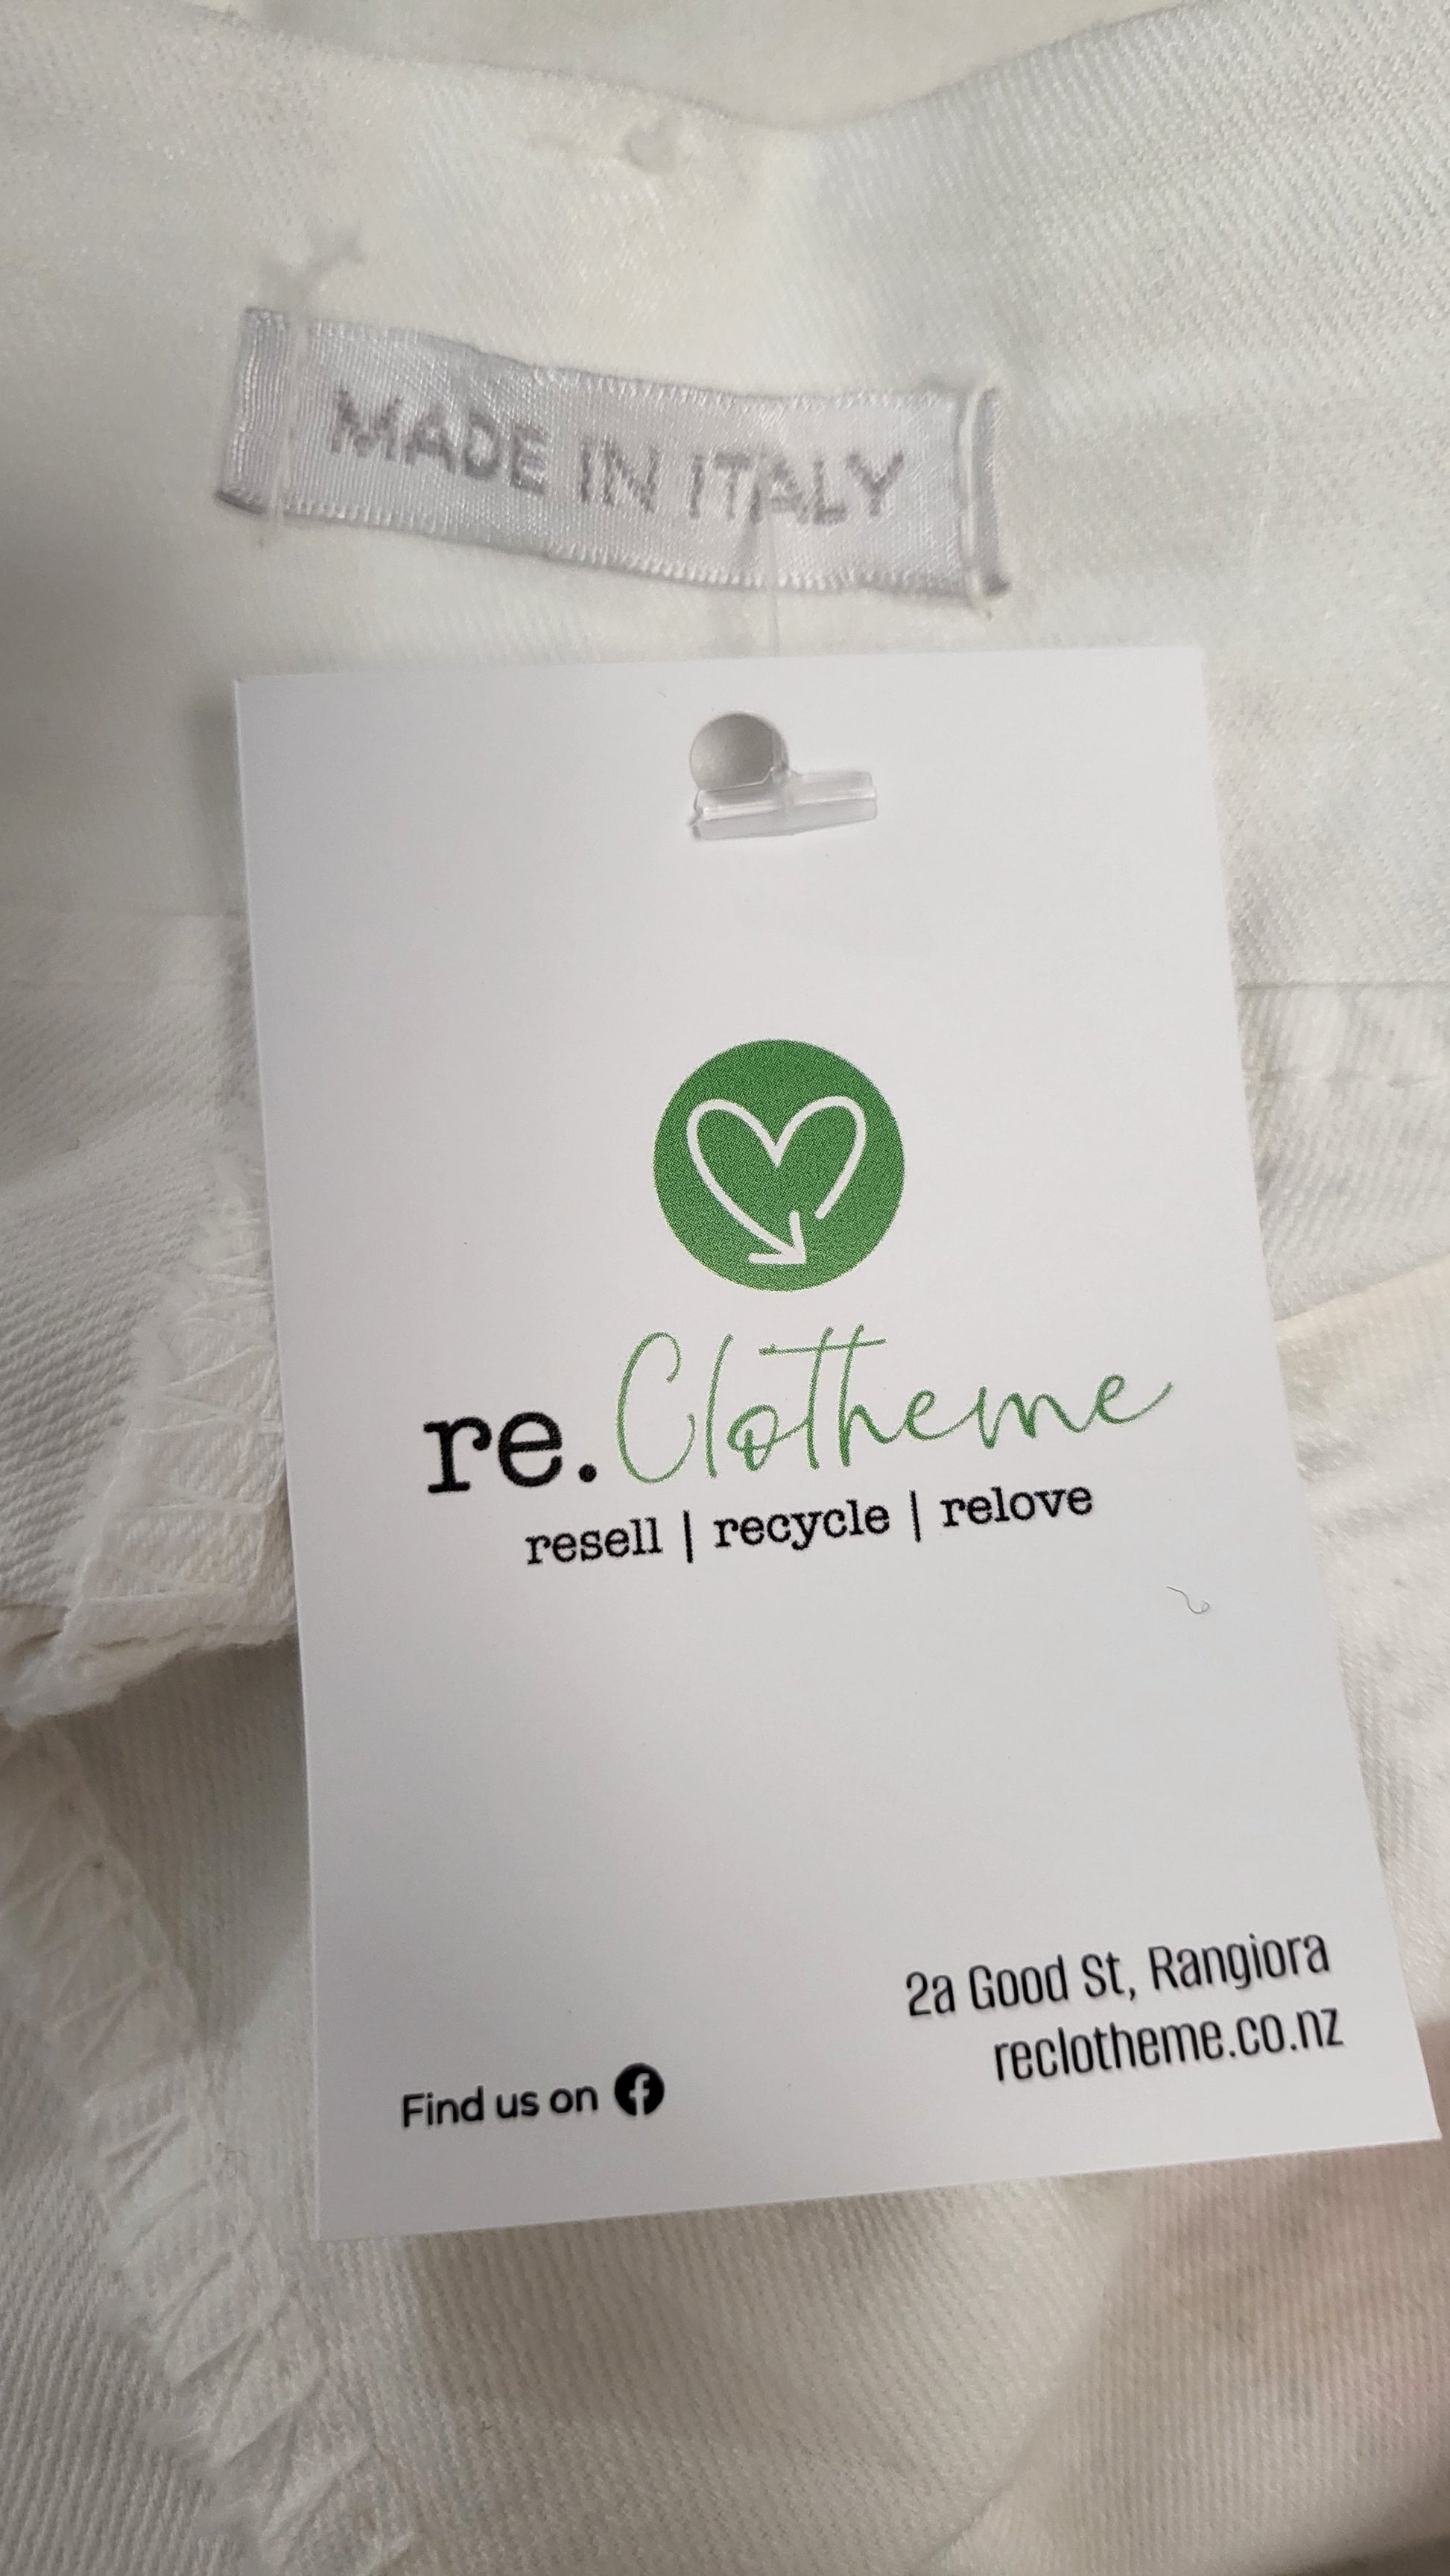 MADE IN ITALY
re.Clotheme
resell | recycle | relove
2a Good St, Rangiora
reclotheme.co.nz
Find us on